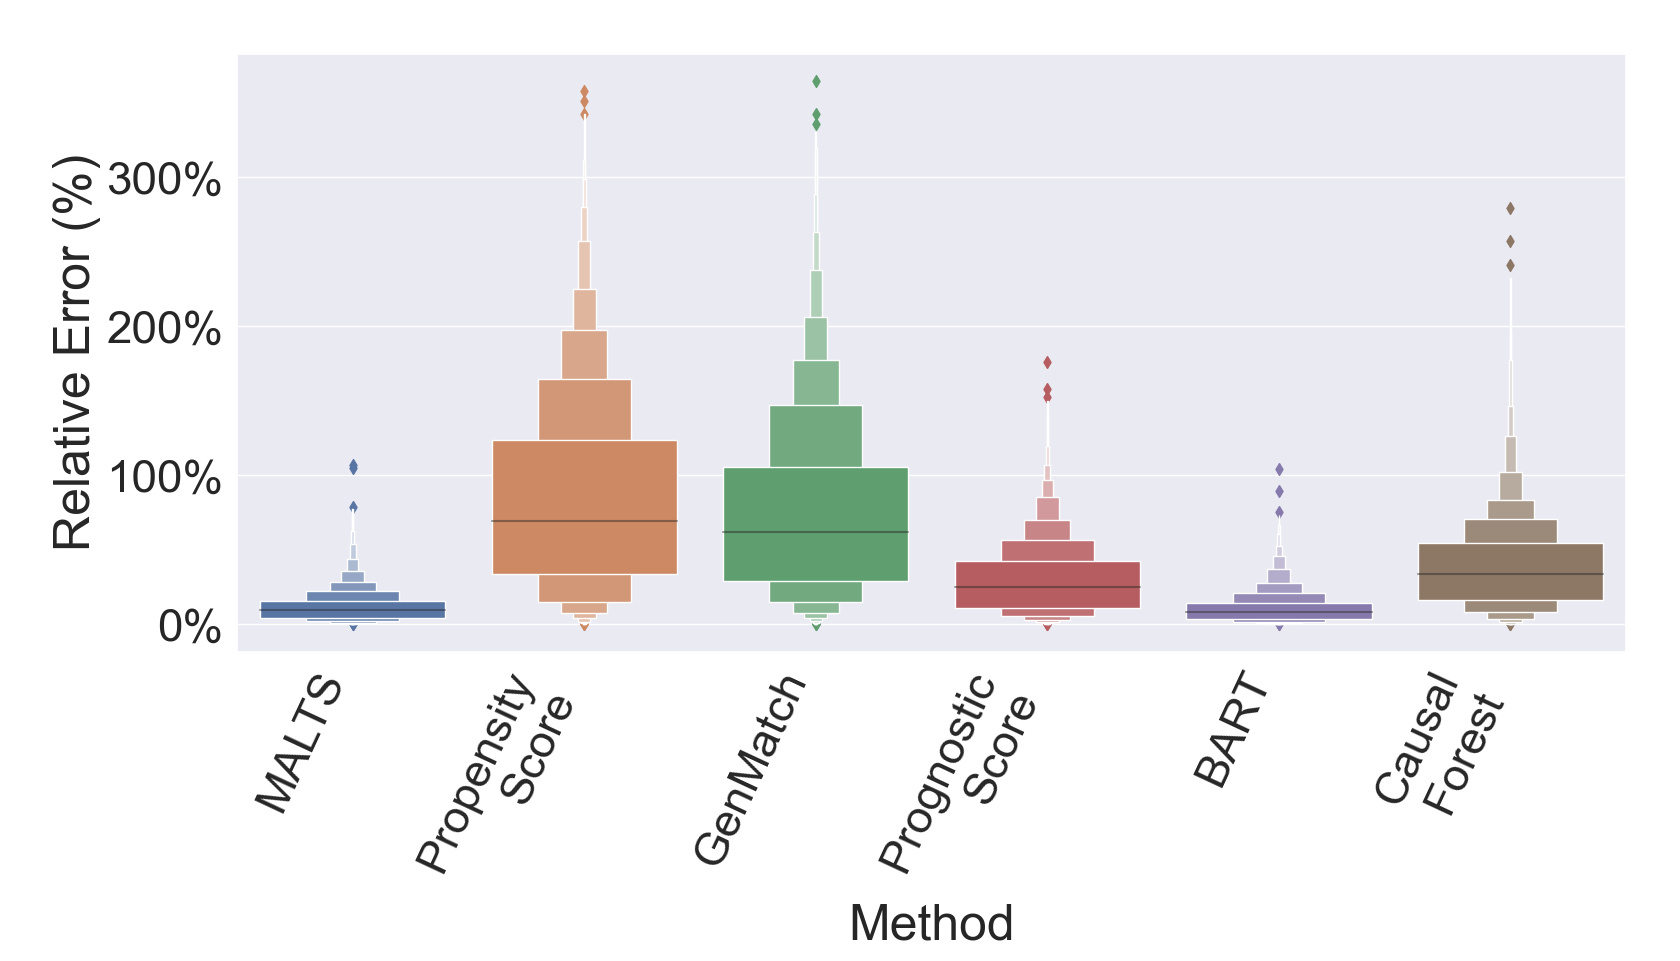 Relative Error (%)
300%
200%
100%
0%
MALTS
Propensity
Score
GenMatch
Prognostic
Score
BART
Causal
Forest
Method